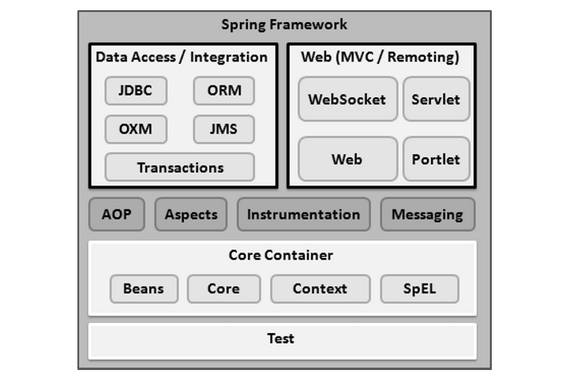 Spring Framework
Data Access / Integration
JDBC
ORM
OXM
JMS
Transactions
Web (MVC / Remoting)
WebSocket
Servlet
Web
Portlet
AOP
Aspects
Instrumentation
Messaging
Core Container
Beans
Core
Context
SpEL
Test